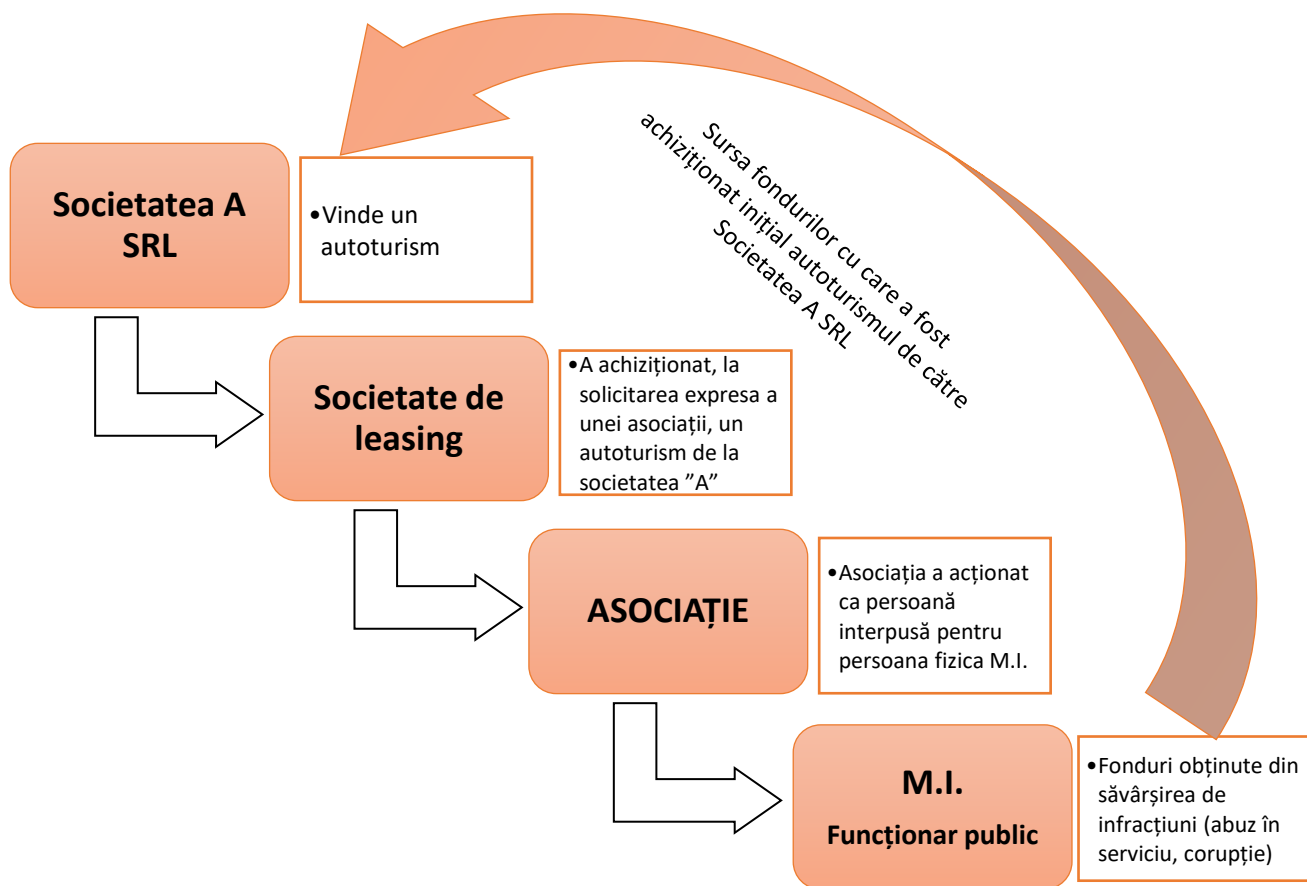 Societatea A
SRL
•Vinde un
autoturism
Sursa fondurilor cu care a fost
achiziționat inițial autoturismul de către
Societatea A SRL
Societate de
leasing
•A achiziționat, la
solicitarea expresa a
unei asociații, un
autoturism de la
societatea ”A”
ASOCIAȚIE
•Asociația a acționat
ca persoană
interpusă pentru
persoana fizica M.I.
M.I.
Funcționar public
•Fonduri obținute din
săvârșirea de
infracțiuni (abuz în
serviciu, corupție)